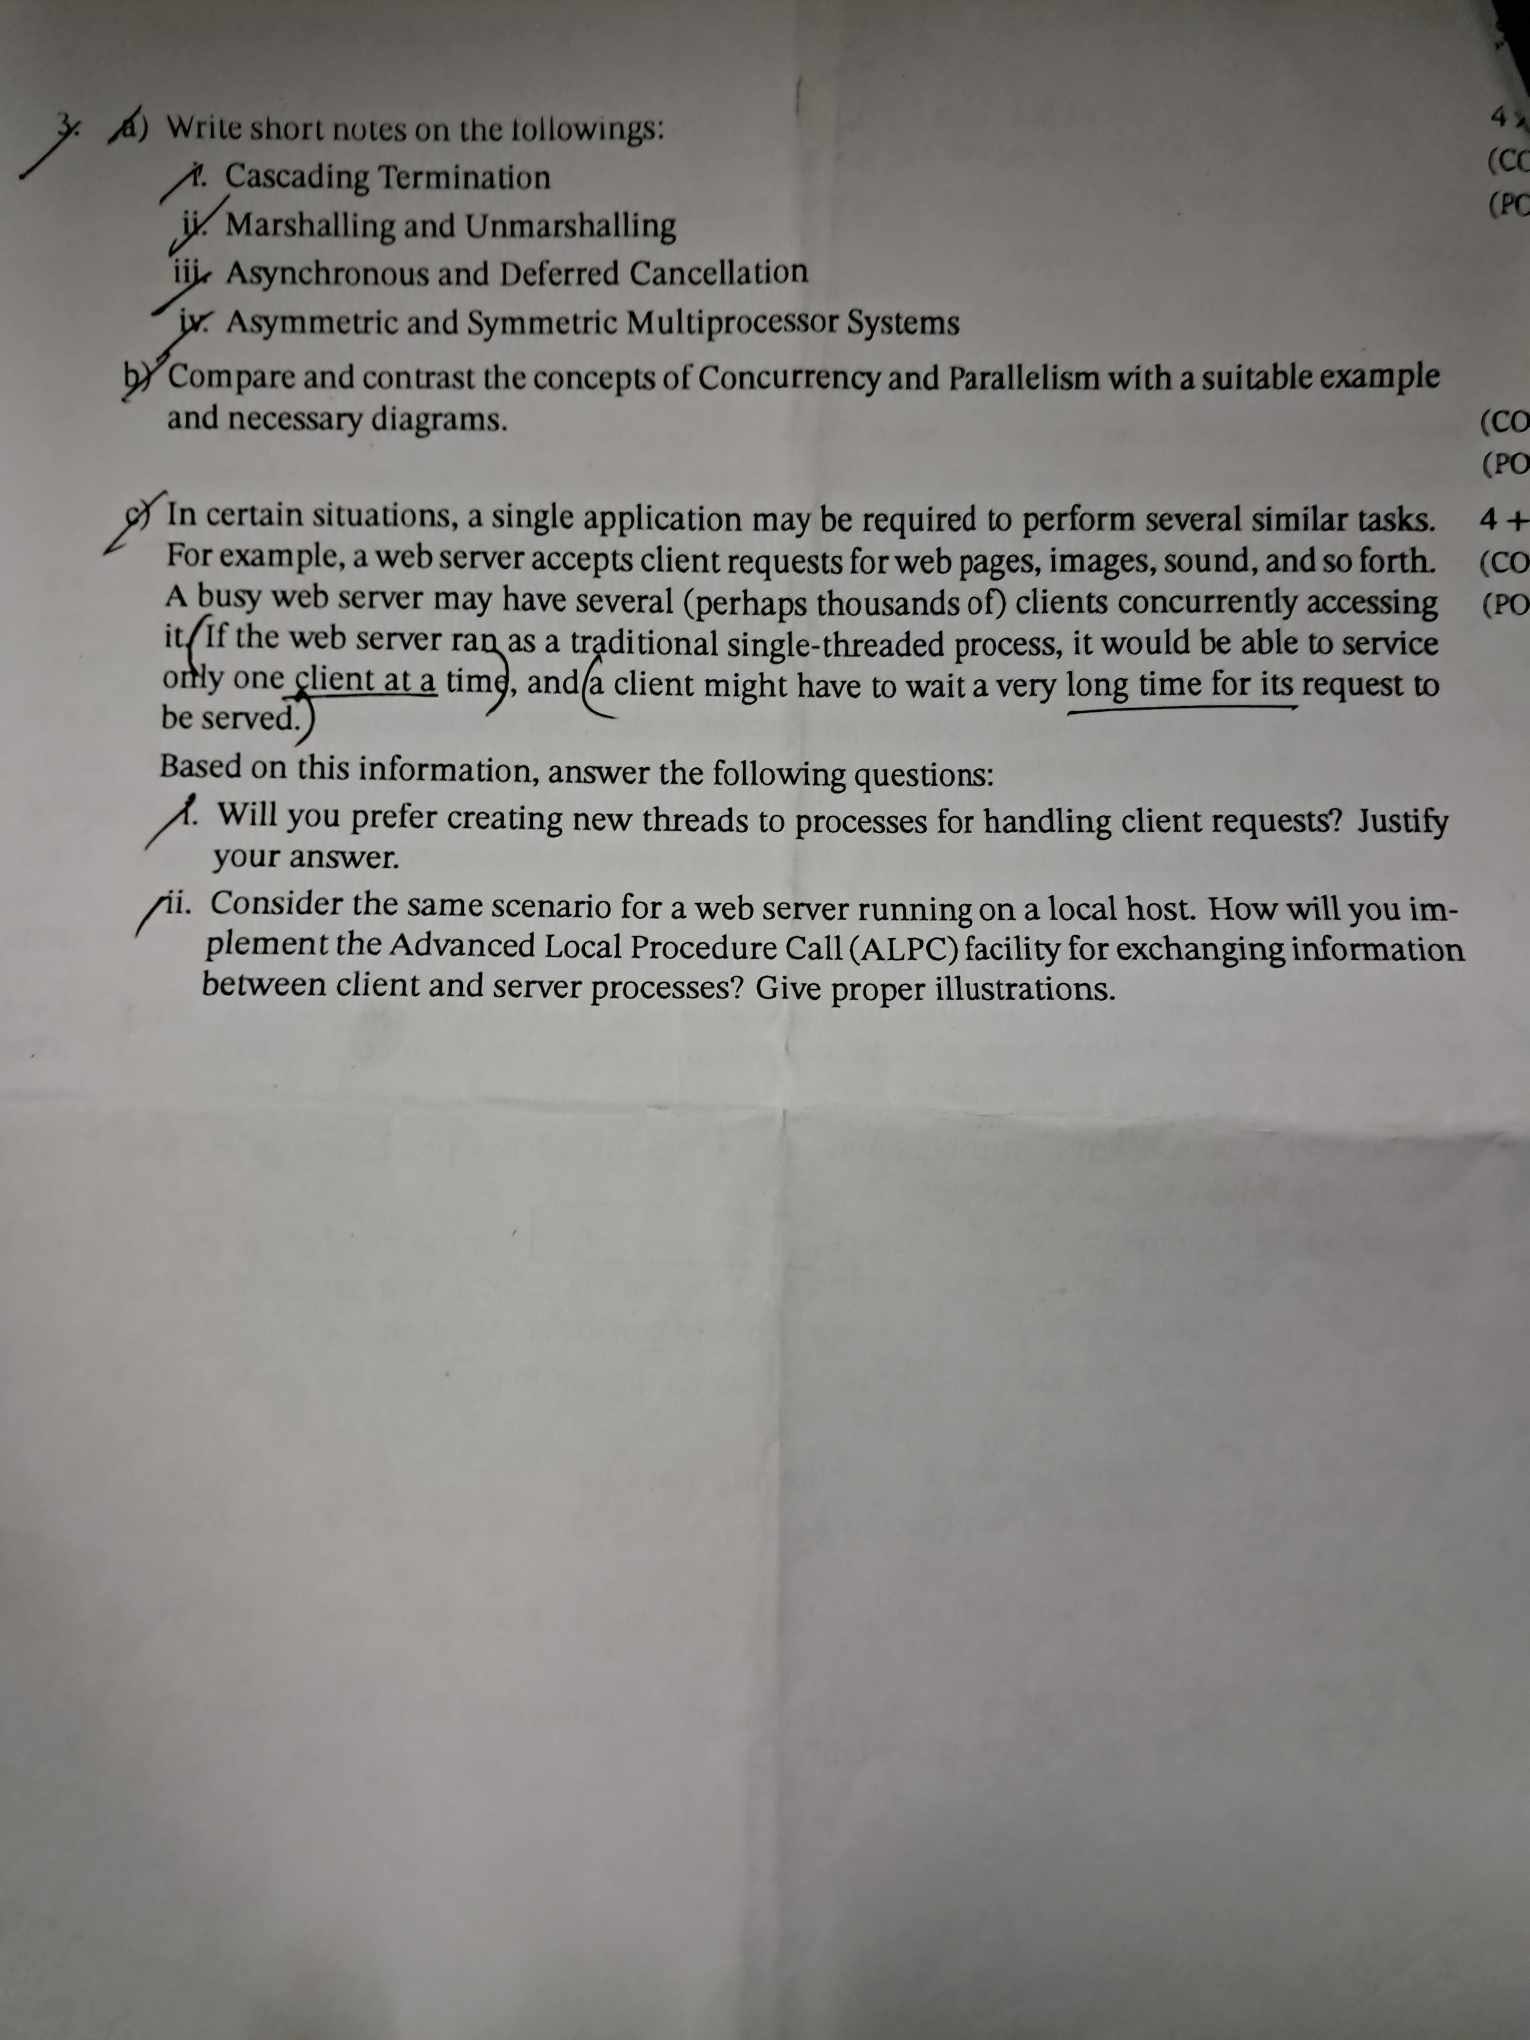 3. a) Write short notes on the followings: 4
(CO
(PO
i. Cascading Termination
ii. Marshalling and Unmarshalling
iii. Asynchronous and Deferred Cancellation
iv. Asymmetric and Symmetric Multiprocessor Systems
b) Compare and contrast the concepts of Concurrency and Parallelism with a suitable example
and necessary diagrams. (CO
(PO
c) In certain situations, a single application may be required to perform several similar tasks. 4 +
For example, a web server accepts client requests for web pages, images, sound, and so forth. (CO
A busy web server may have several (perhaps thousands of) clients concurrently accessing (PO
it. If the web server ran as a traditional single-threaded process, it would be able to service
only one client at a time, and a client might have to wait a very long time for its request to
be served.
Based on this information, answer the following questions:
i. Will you prefer creating new threads to processes for handling client requests? Justify
your answer.
ii. Consider the same scenario for a web server running on a local host. How will you im-
plement the Advanced Local Procedure Call (ALPC) facility for exchanging information
between client and server processes? Give proper illustrations.